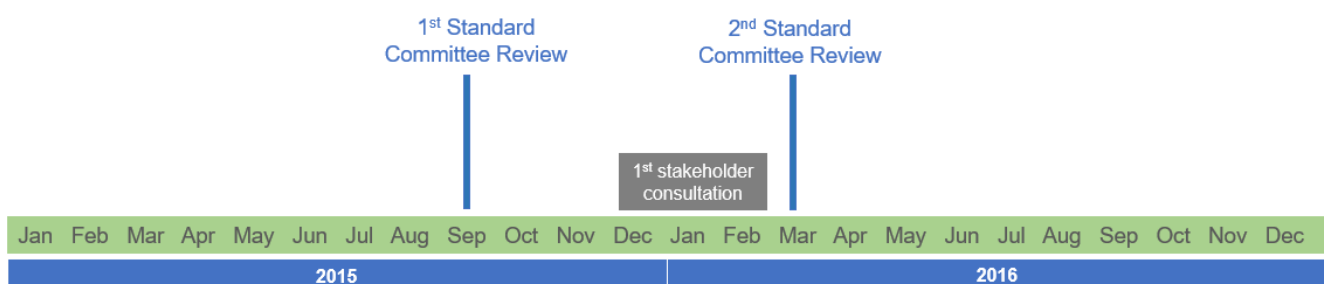 1st Standard
Committee Review
2nd Standard
Committee Review
1st stakeholder
consultation
Jan Feb Mar Apr May Jun Jul Aug Sep Oct Nov Dec Jan Feb Mar Apr May Jun Jul Aug Sep Oct Nov Dec
2015 2016